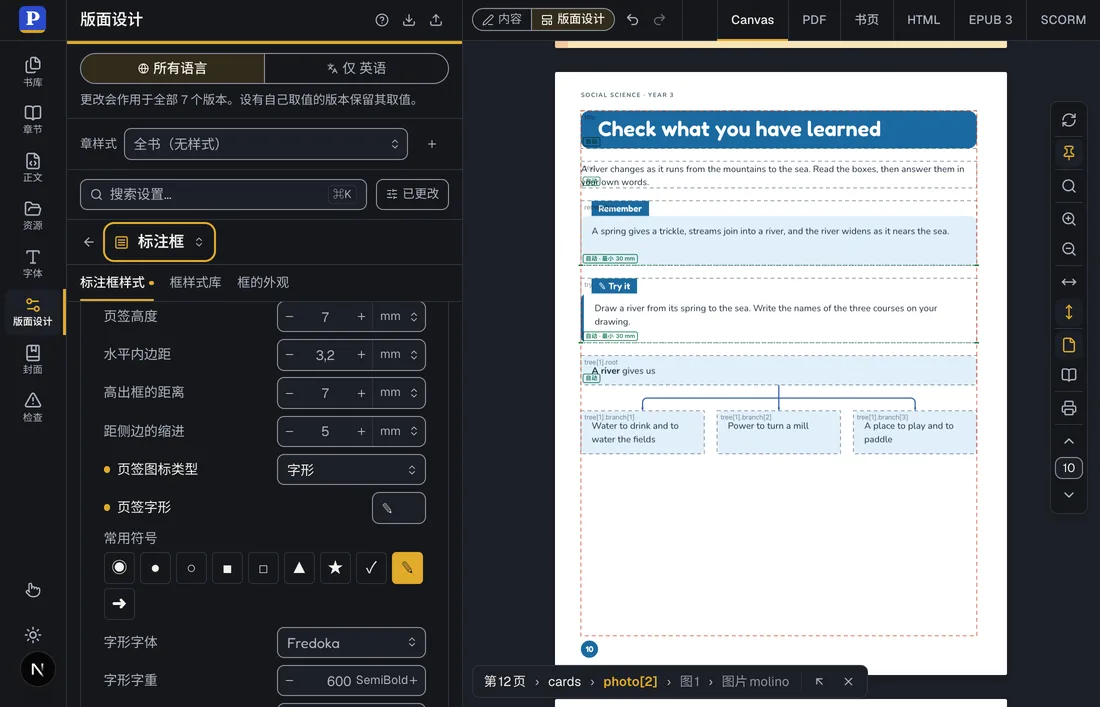 P
版面设计
内容
版面设计
Canvas
PDF
书页
HTML
EPUB 3
SCORM
书库
章节
正文
资源
字体
版面设计
封面
检查
N
所有语言
仅 英语
更改会作用于全部 7 个版本。设有自己取值的版本保留其取值。
章样式
全书（无样式）
+
搜索设置…
⌘K
已更改
标注框
标注框样式
框样式库
框的外观
页签高度
− 7 + mm
水平内边距
− 3,2 + mm
高出框的距离
− 7 + mm
距侧边的缩进
− 5 + mm
页签图标类型
字形
页签字形
✎
常用符号
◉ ● ○ ■ □ ▲ ★ ✓ ✎
➜
字形字体
Fredoka
字形字重
− 600 SemiBold +
SOCIAL SCIENCE · YEAR 3
Check what you have learned
自动
A river changes as it runs from the mountains to the sea. Read the boxes, then answer them in
your own words.
Remember
A spring gives a trickle, streams join into a river, and the river widens as it nears the sea.
自动 · 最小 30 mm
✎ Try it
Draw a river from its spring to the sea. Write the names of the three courses on your
drawing.
自动 · 最小 30 mm
tree[1].root
A river gives us
自动
tree[1].branch[1]
Water to drink and to
water the fields
tree[1].branch[2]
Power to turn a mill
tree[1].branch[3]
A place to play and to
paddle
10
10
第12页 › cards › photo[2] › 图1 › 图片 molino